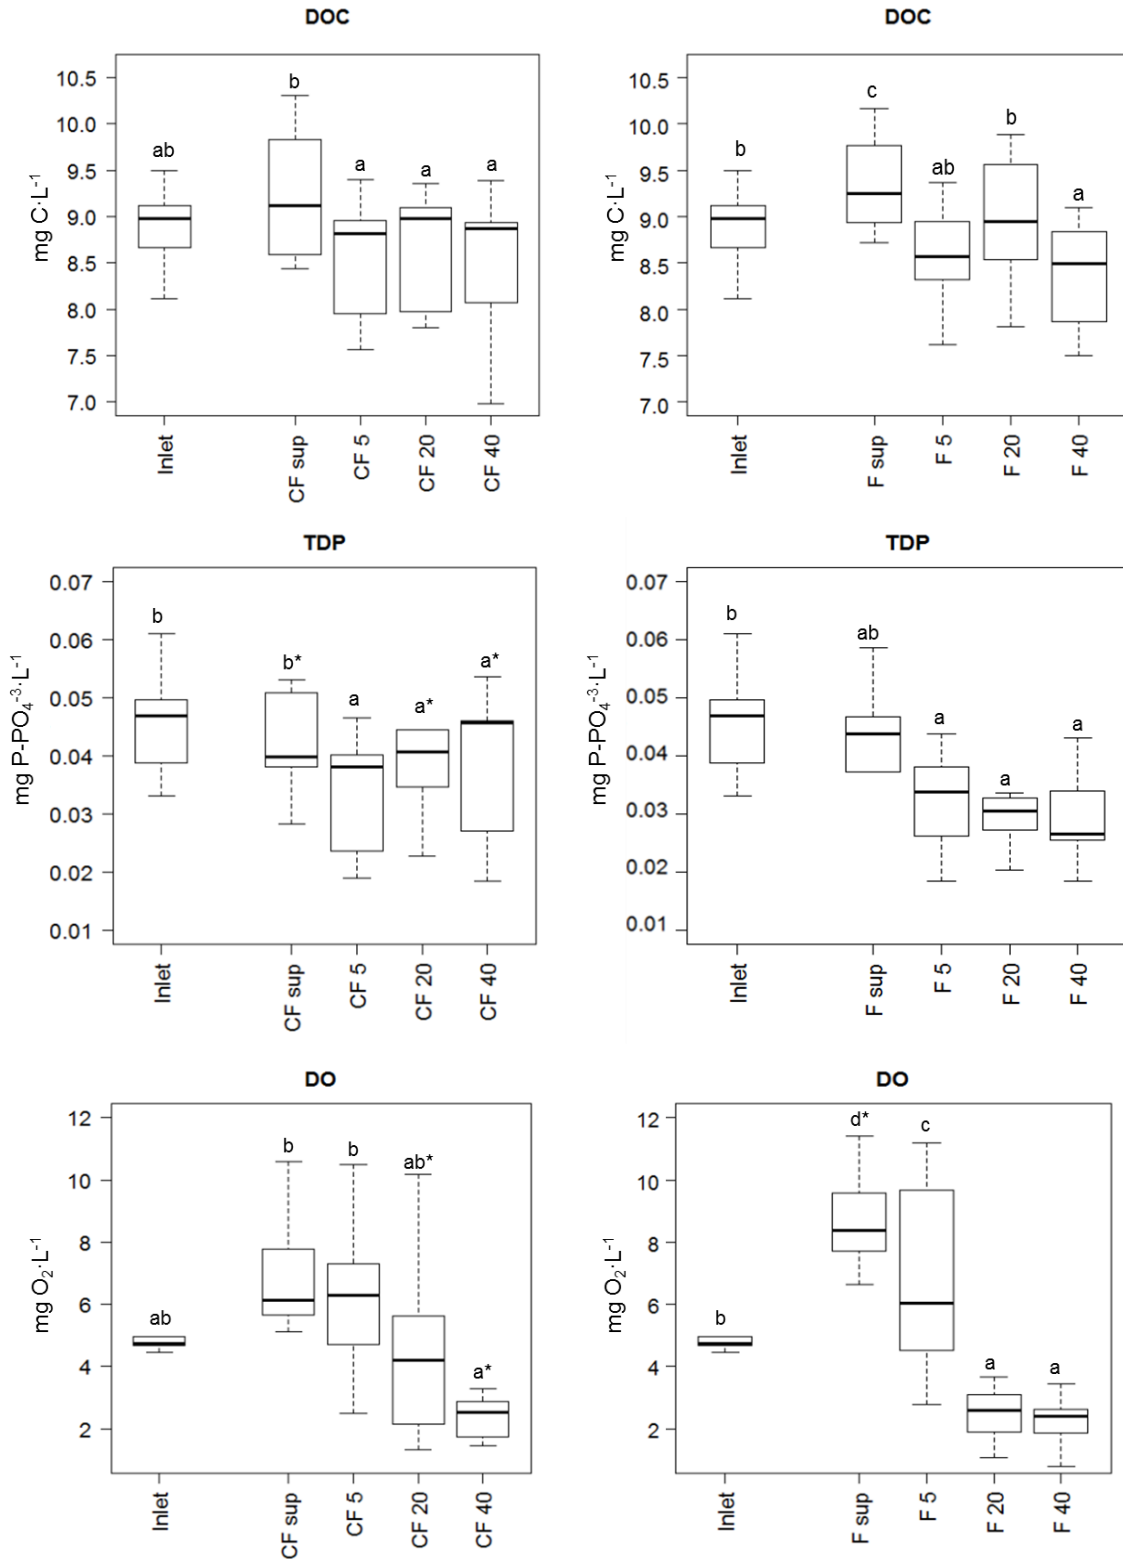 DOC
mg C·L⁻¹
10.5
10.0
9.5
9.0
8.5
8.0
7.5
7.0
ab
b
a
a
a
Inlet
CF sup
CF 5
CF 20
CF 40
DOC
mg C·L⁻¹
10.5
10.0
9.5
9.0
8.5
8.0
7.5
7.0
b
c
ab
b
a
Inlet
F sup
F 5
F 20
F 40
TDP
mg P-PO₄⁻³·L⁻¹
0.07
0.06
0.05
0.04
0.03
0.02
0.01
b
b*
a
a*
a*
Inlet
CF sup
CF 5
CF 20
CF 40
TDP
mg P-PO₄⁻³·L⁻¹
0.07
0.06
0.05
0.04
0.03
0.02
0.01
b
ab
a
a
a
Inlet
F sup
F 5
F 20
F 40
DO
mg O₂·L⁻¹
12
10
8
6
4
2
ab
b
b
ab*
a*
Inlet
CF sup
CF 5
CF 20
CF 40
DO
mg O₂·L⁻¹
12
10
8
6
4
2
b
d*
c
a
a
Inlet
F sup
F 5
F 20
F 40